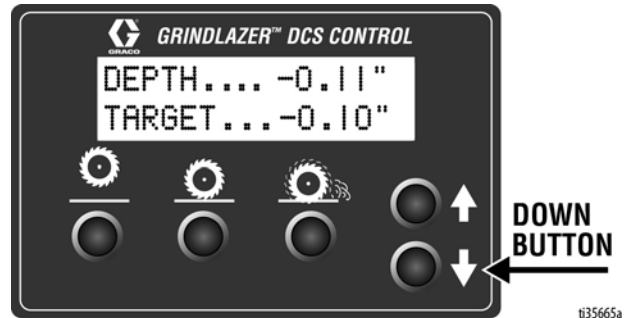 GRACO
GRINDLAZER™ DCS CONTROL
DEPTH.... -0.11"
TARGET...-0.10"
DOWN
BUTTON
ti35665a